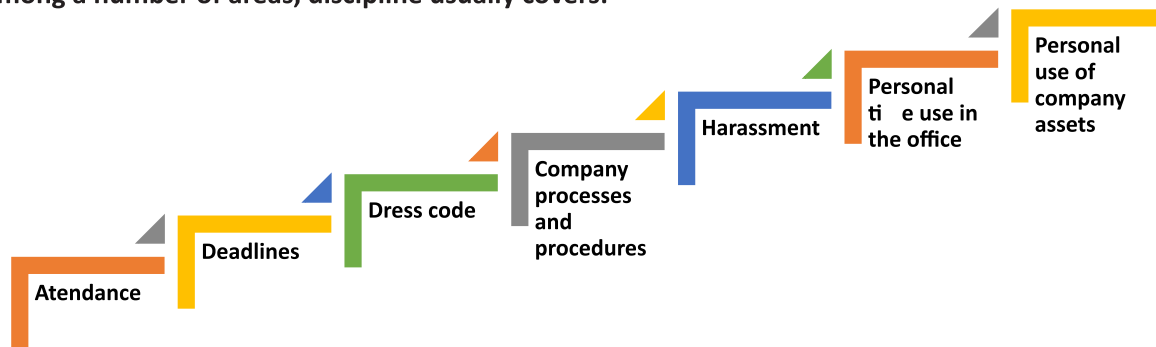 among a number of areas, discipline usually covers:
Atendance
Deadlines
Dress code
Company
processes
and
procedures
Harassment
Personal
ti e use in
the office
Personal
use of
company
assets